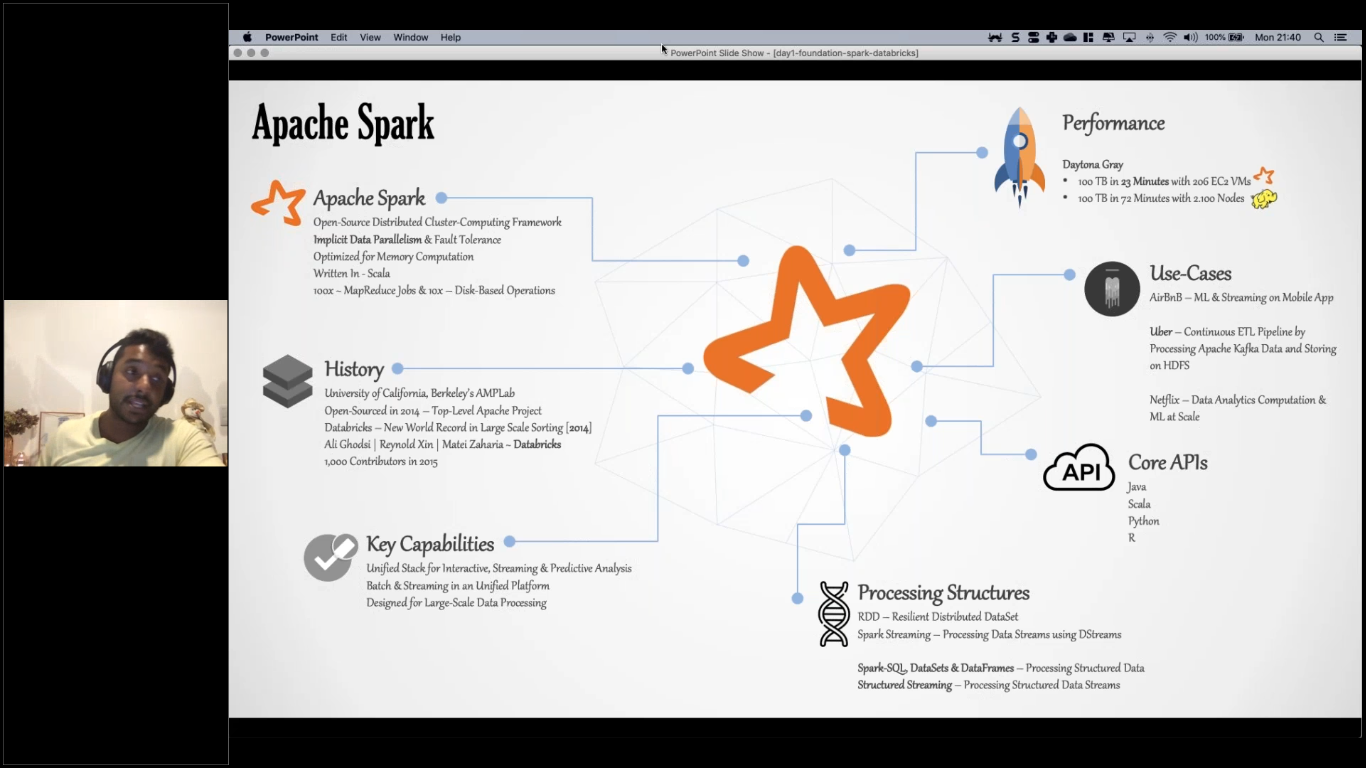 PowerPoint Edit View Window Help
S 100% Mon 21:40
PowerPoint Slide Show - [day1-foundation-spark-databricks]
Apache Spark
Apache Spark
Open-Source Distributed Cluster-Computing Framework
Implicit Data Parallelism & Fault Tolerance
Optimized for Memory Computation
Written In - Scala
100x ~ MapReduce Jobs & 10x – Disk-Based Operations
History
University of California, Berkeley's AMPLab
Open-Sourced in 2014 – Top-Level Apache Project
Databricks – New World Record in Large Scale Sorting [2014]
Ali Ghodsi | Reynold Xin | Matei Zaharia ~ Databricks
1,000 Contributors in 2015
Key Capabilities
Unified Stack for Interactive, Streaming & Predictive Analysis
Batch & Streaming in an Unified Platform
Designed for Large-Scale Data Processing
Performance
Daytona Gray
• 100 TB in 23 Minutes with 206 EC2 VMs
• 100 TB in 72 Minutes with 2.100 Nodes
Use-Cases
AirBnB – ML & Streaming on Mobile App
Uber – Continuous ETL Pipeline by
Processing Apache Kafka Data and Storing
on HDFS
Netflix – Data Analytics Computation &
ML at Scale
API
Core APIs
Java
Scala
Python
R
Processing Structures
RDD – Resilient Distributed DataSet
Spark Streaming – Processing Data Streams using DStreams
Spark-SQL, DataSets & DataFrames – Processing Structured Data
Structured Streaming – Processing Structured Data Streams